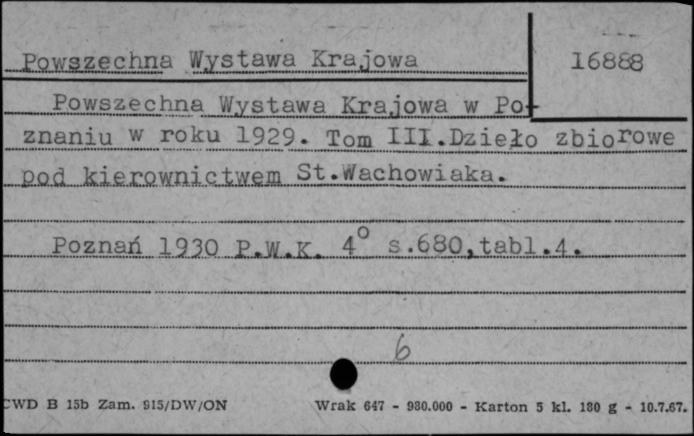 Powszechna Wystawa Krajowa 16888
Powszechna Wystawa Krajowa w Po-
znaniu w roku 1929. Tom III.Dzieło zbiorowe
pod kierownictwem St.Wachowiaka.
Poznań 1930 P.W.K. 4° s.680,tabl.4.
6
CWD B 15b Zam. 915/DW/ON Wrak 647 - 980.000 - Karton 5 kl. 180 g - 10.7.67.